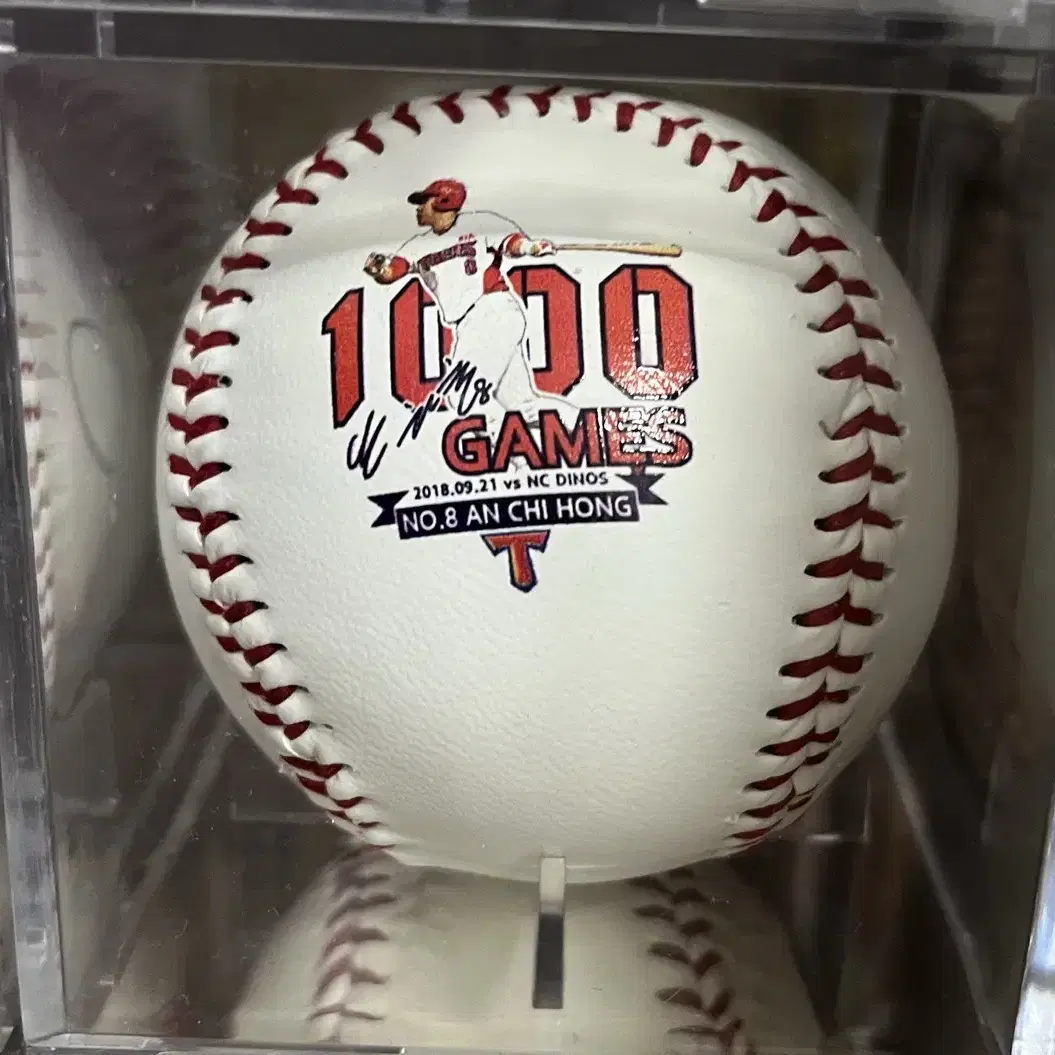 1000
GAMES
2018.09.21 vs NC DINOS
NO.8 AN CHI HONG
T